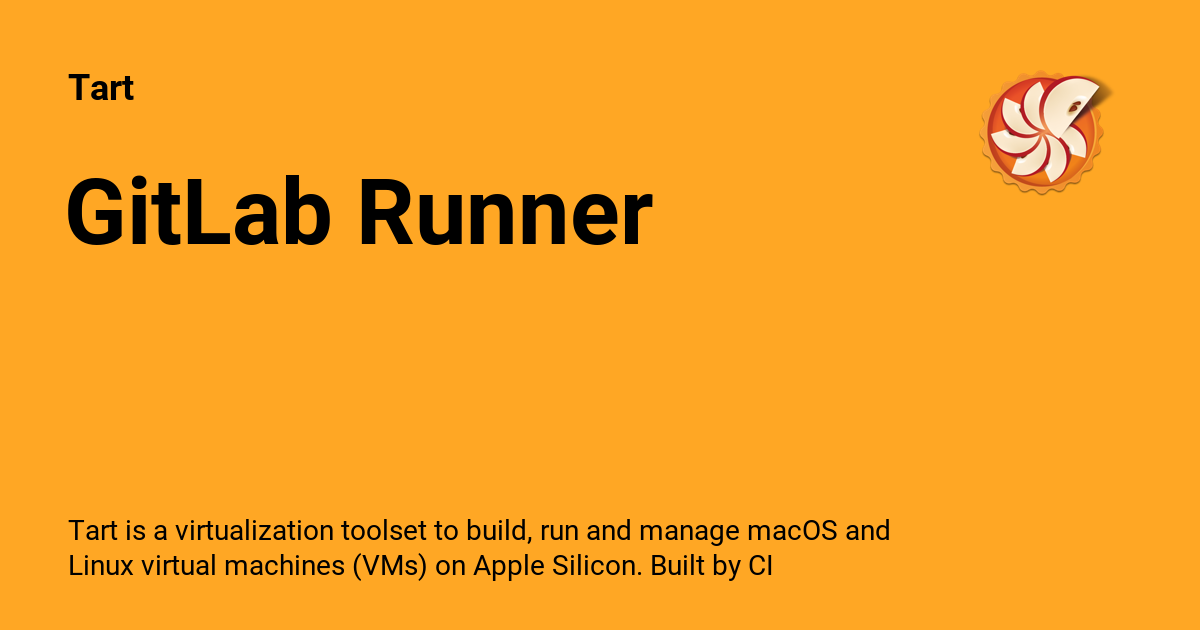 Tart
GitLab Runner
Tart is a virtualization toolset to build, run and manage macOS and
Linux virtual machines (VMs) on Apple Silicon. Built by CI